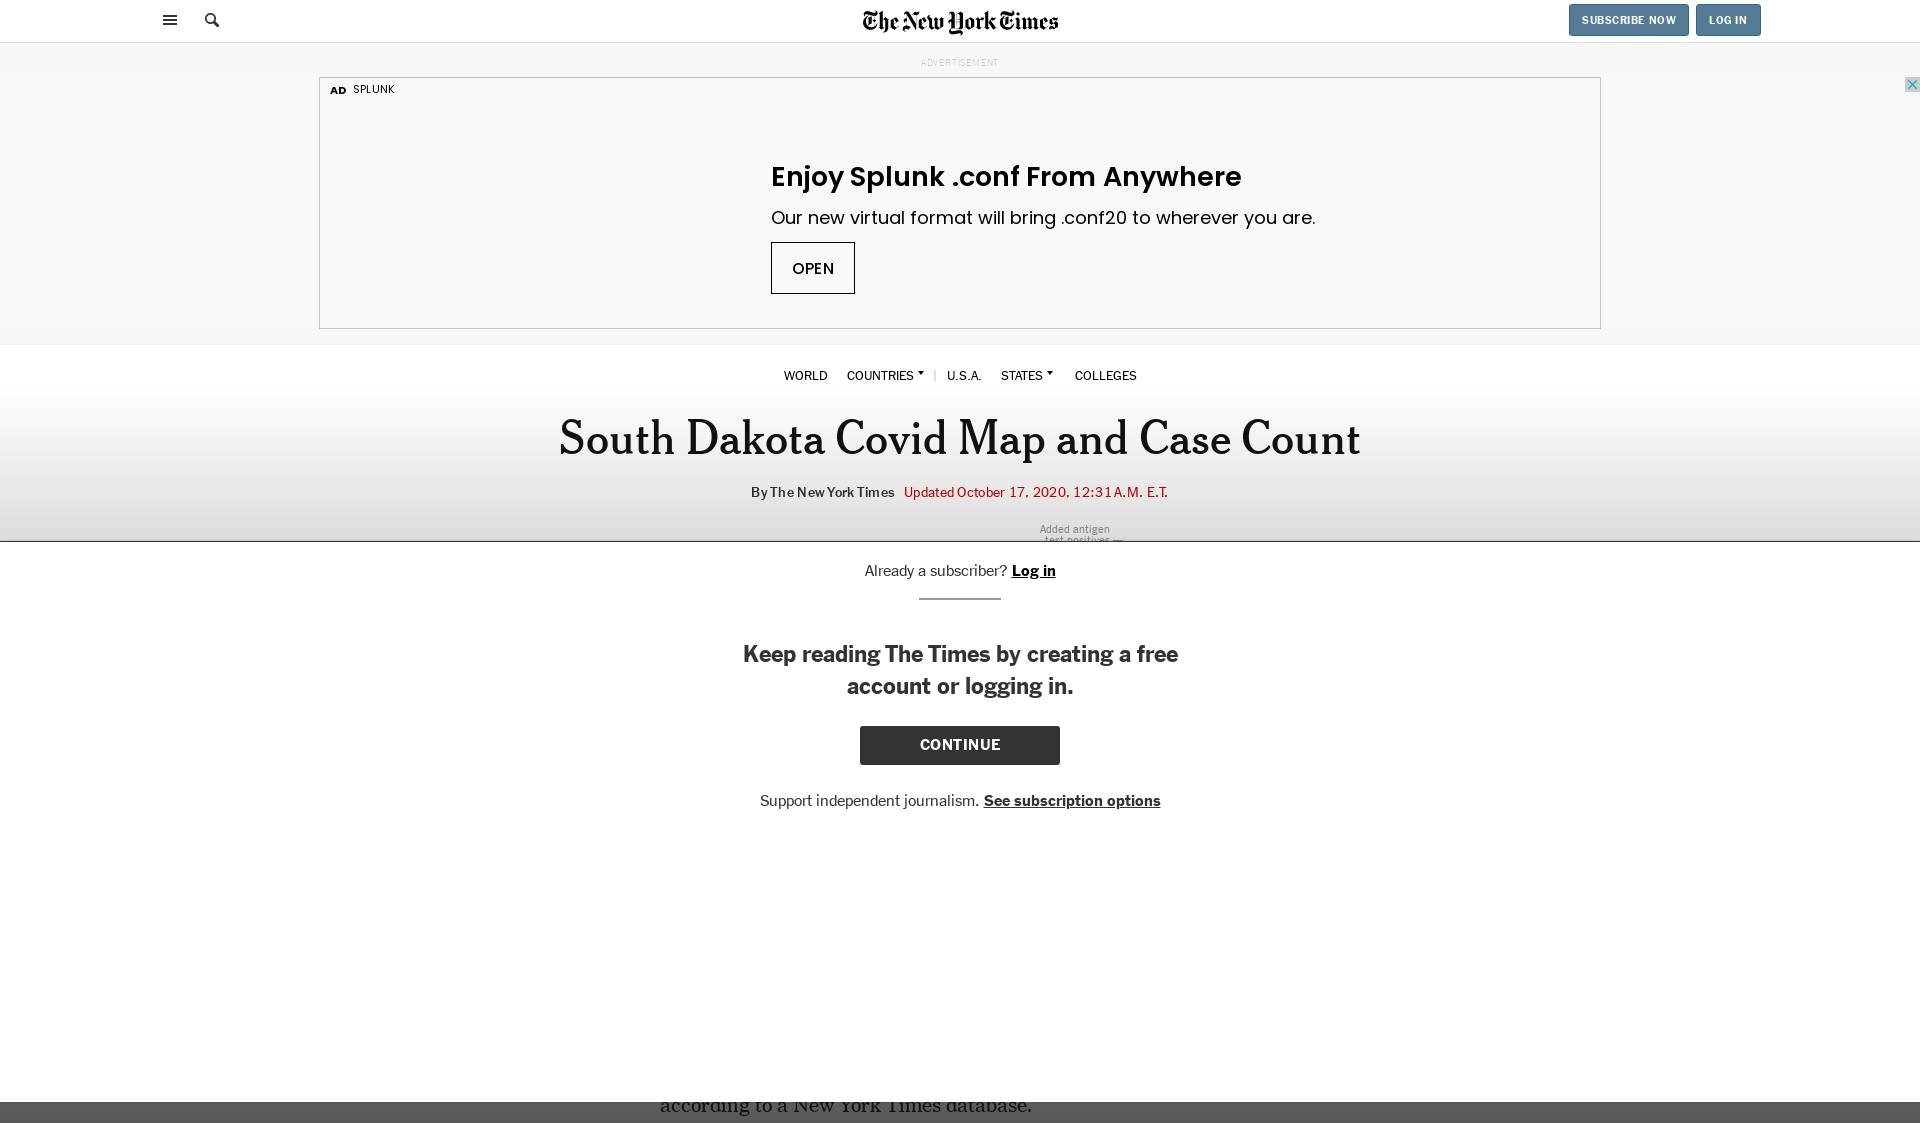 The New York Times
SUBSCRIBE NOW
LOG IN
ADVERTISEMENT
AD SPLUNK
Enjoy Splunk .conf From Anywhere
Our new virtual format will bring .conf20 to wherever you are.
OPEN
WORLD COUNTRIES | U.S.A. STATES COLLEGES
South Dakota Covid Map and Case Count
By The New York Times Updated October 17, 2020, 12:31 A.M. E.T.
Added antigen
test positives —
Already a subscriber? Log in
Keep reading The Times by creating a free
account or logging in.
CONTINUE
Support independent journalism. See subscription options
according to a New York Times database.